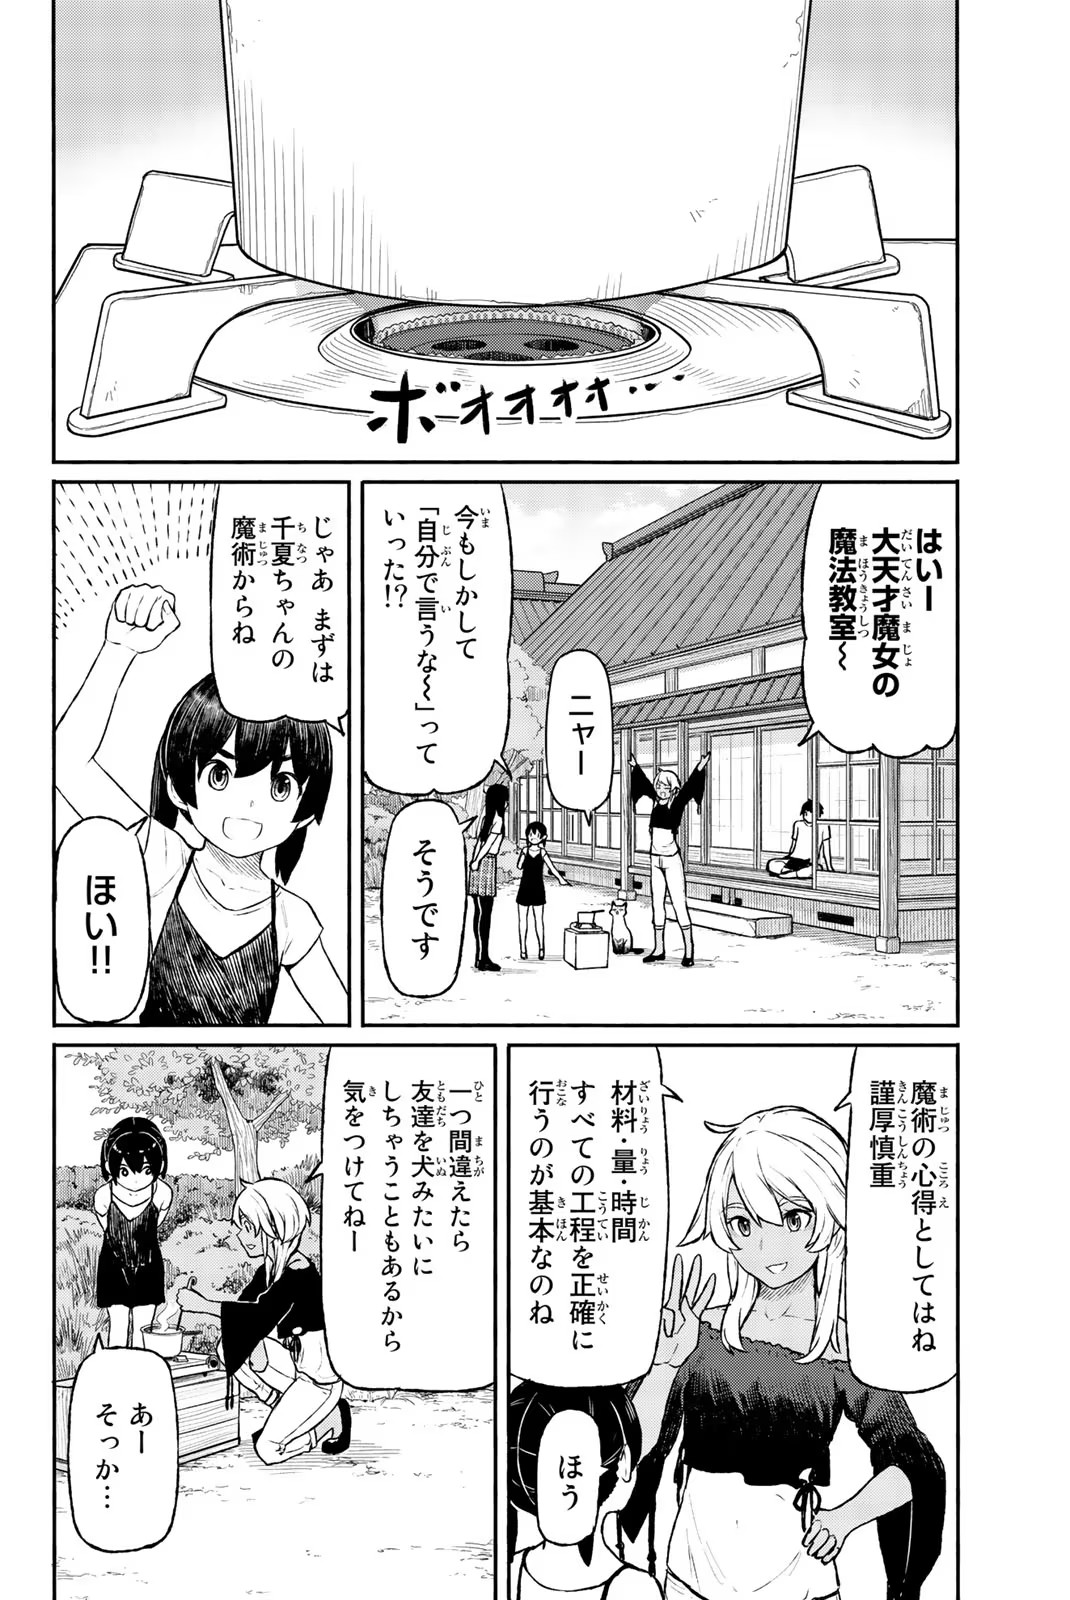 ボオオオオ…‥
はいー
大天才魔女の
魔法教室～
ニャー
今もしかして
「自分で言うな～」って
いった!?
そうです
じゃあ まずは
千夏ちゃんの
魔術からね
ほい!!
魔術の心得としてはね
謹厚慎重
材料・量・時間
すべての工程を正確に
行うのが基本なのね
ほう
一つ間違えたら
友達を犬みたいに
しちゃうこともあるから
気をつけてねー
あー
そっか…